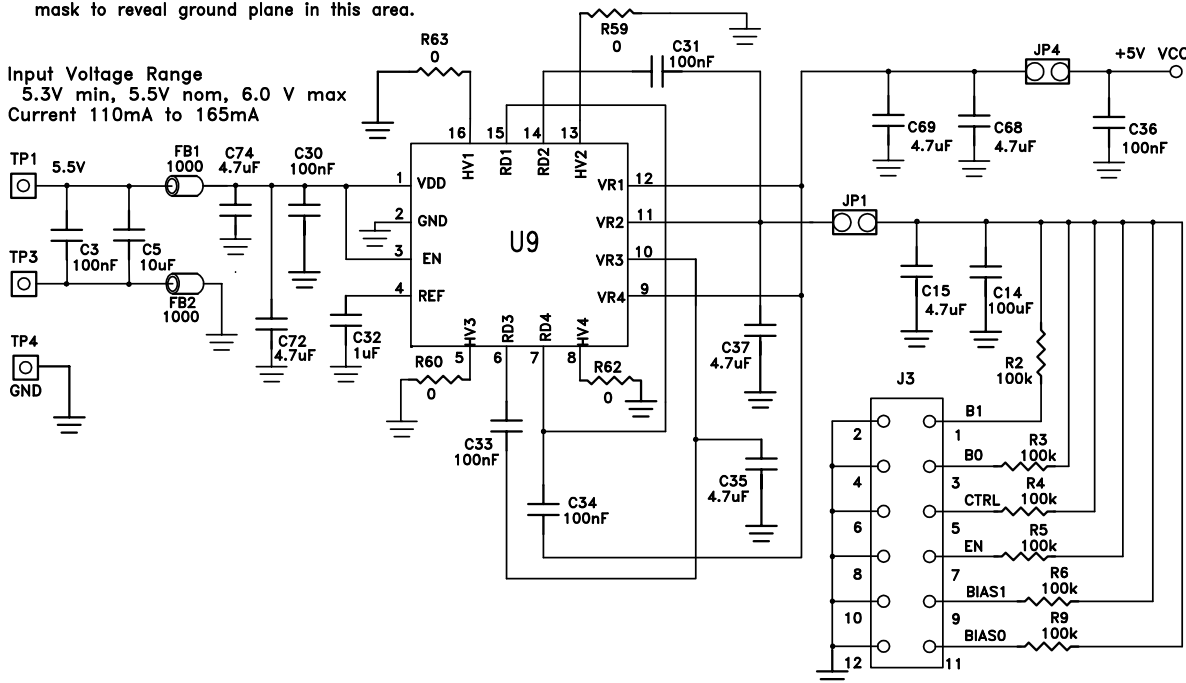 mask to reveal ground plane in this area.
Input Voltage Range
5.3V min, 5.5V nom, 6.0 V max
Current 110mA to 165mA
R63
0
R59
0
C31
100nF
JP4
+5V VCC
C69
4.7uF
C68
4.7uF
C36
100nF
16
15
14
13
HV1
RD1
RD2
HV2
TP1
5.5V
FB1
1000
C74
4.7uF
C30
100nF
1
VDD
VR1
12
2
GND
VR2
11
JP1
U9
3
EN
VR3
10
4
REF
VR4
9
C3
100nF
C5
10uF
TP3
FB2
1000
C72
4.7uF
C32
1uF
HV3
RD3
RD4
HV4
5
6
7
8
C15
4.7uF
C14
100uF
C37
4.7uF
TP4
GND
R60
0
R62
0
R2
100k
J3
C33
100nF
C34
100nF
C35
4.7uF
B1
2
1
B0
R3
100k
4
3
CTRL
R4
100k
6
5
EN
R5
100k
8
7
BIAS1
R6
100k
10
9
BIAS0
R9
100k
12
11